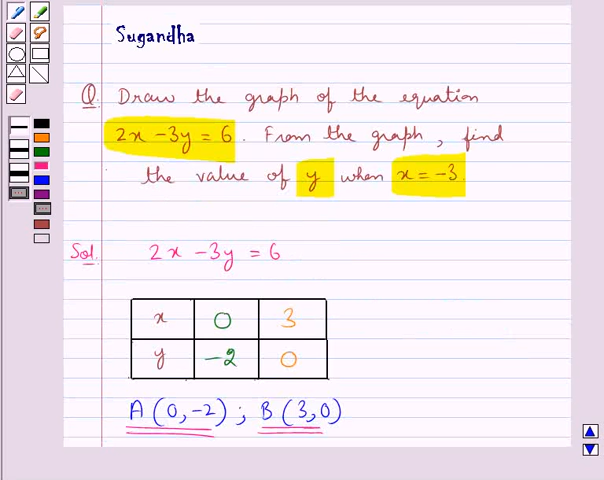 Sugandha
Q. Draw the graph of the equation
2x - 3y = 6. From the graph, find
the value of y when x = -3.
Sol. 2x - 3y = 6
x 0 3
y -2 0
A (0, -2) ; B (3, 0)